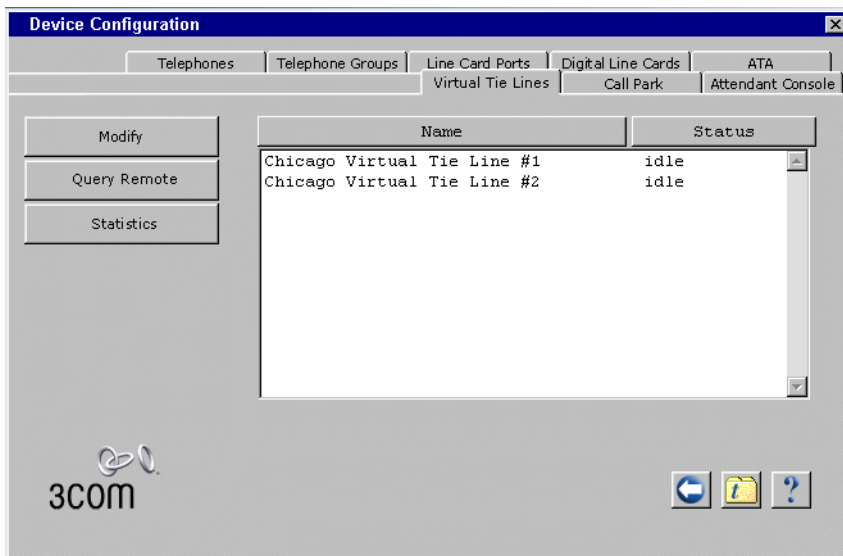 Device Configuration
Telephones Telephone Groups Line Card Ports Digital Line Cards ATA
Virtual Tie Lines Call Park Attendant Console
Modify
Query Remote
Statistics
Name Status
Chicago Virtual Tie Line #1 idle
Chicago Virtual Tie Line #2 idle
3com
t ?